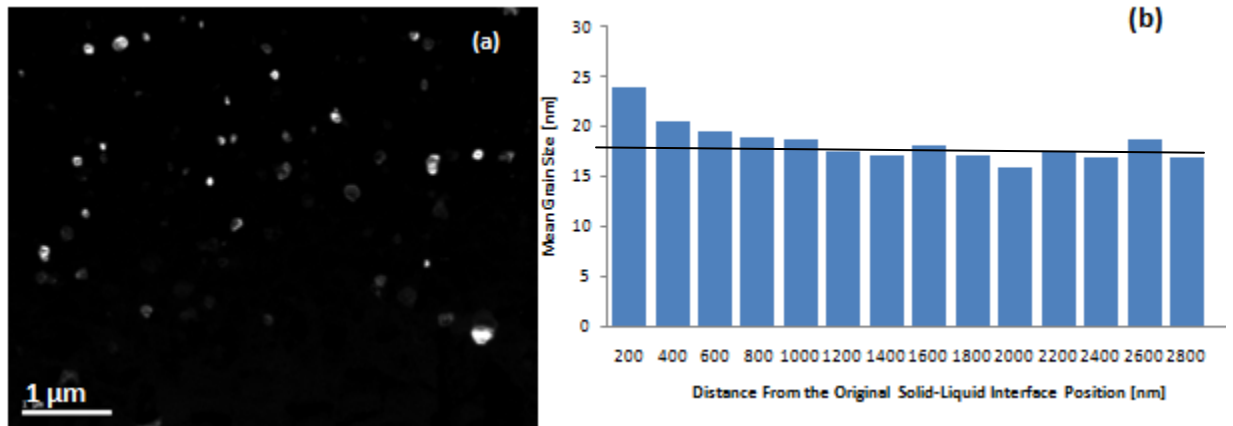 (a)
1 μm
(b)
Mean Grain Size [nm]
30
25
20
15
10
5
0
200 400 600 800 1000 1200 1400 1600 1800 2000 2200 2400 2600 2800
Distance From the Original Solid-Liquid Interface Position [nm]